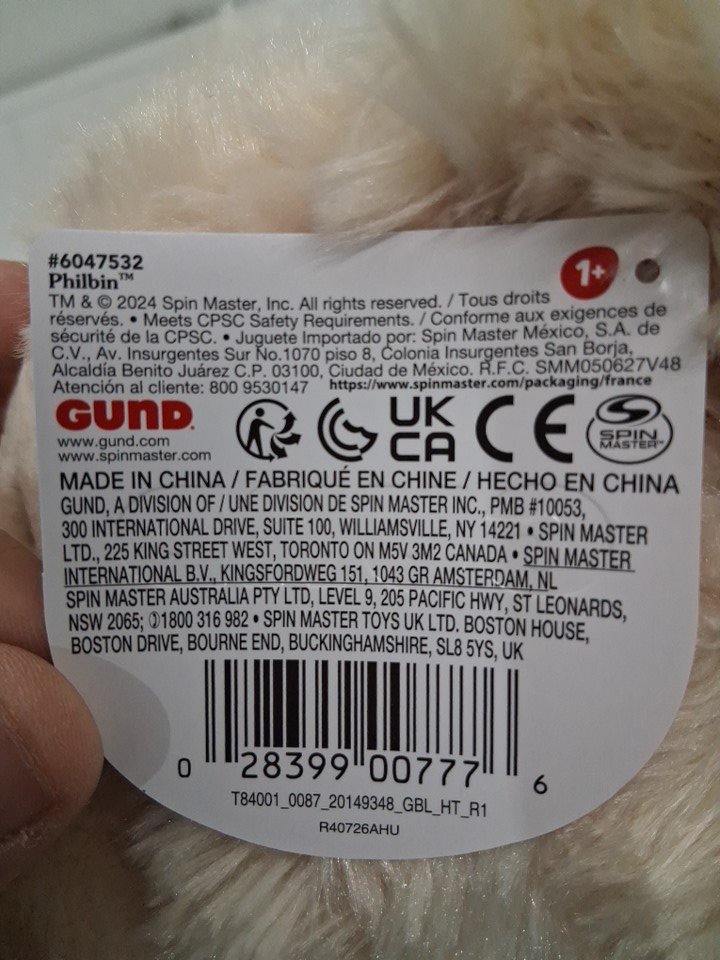 #6047532
1+
Philbin™
TM & © 2024 Spin Master, Inc. All rights reserved. / Tous droits
réservés. • Meets CPSC Safety Requirements. / Conforme aux exigences de
sécurité de la CPSC. • Juguete Importado por: Spin Master México, S.A. de
C.V., Av. Insurgentes Sur No.1070 piso 8, Colonia Insurgentes San Borja,
Alcaldía Benito Juárez C.P. 03100, Ciudad de México. R.F.C. SMM050627V48
Atención al cliente: 800 9530147 https://www.spinmaster.com/packaging/france
GUND.
www.gund.com
www.spinmaster.com
UK
CA
CE
SPIN
MASTER™
MADE IN CHINA / FABRIQUÉ EN CHINE / HECHO EN CHINA
GUND, A DIVISION OF / UNE DIVISION DE SPIN MASTER INC., PMB #10053,
300 INTERNATIONAL DRIVE, SUITE 100, WILLIAMSVILLE, NY 14221 • SPIN MASTER
LTD., 225 KING STREET WEST, TORONTO ON M5V 3M2 CANADA • SPIN MASTER
INTERNATIONAL B.V., KINGSFORDWEG 151, 1043 GR AMSTERDAM, NL
SPIN MASTER AUSTRALIA PTY LTD, LEVEL 9, 205 PACIFIC HWY, ST LEONARDS,
NSW 2065; ✆1800 316 982 • SPIN MASTER TOYS UK LTD. BOSTON HOUSE,
BOSTON DRIVE, BOURNE END, BUCKINGHAMSHIRE, SL8 5YS, UK
0 28399 00777 6
T84001_0087_20149348_GBL_HT_R1
R40726AHU